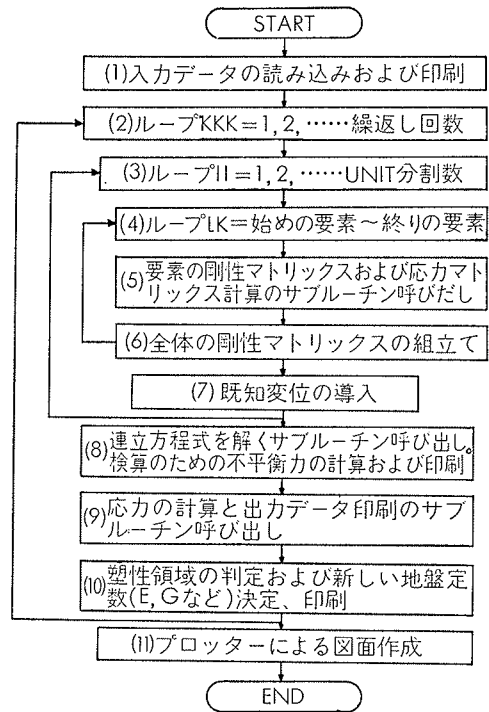 START
(1)入力データの読み込みおよび印刷
(2)ループKKK=1, 2, ……繰返し回数
(3)ループII=1, 2, ……UNIT分割数
(4)ループLK=始めの要素～終りの要素
(5)要素の剛性マトリックスおよび応力マ
トリックス計算のサブルーチン呼びだし
(6)全体の剛性マトリックスの組立て
(7)既知変位の導入
(8)連立方程式を解くサブルーチン呼び出し。
検算のための不平衡力の計算および印刷
(9)応力の計算と出力データ印刷のサブ
ルーチン呼び出し
(10)塑性領域の判定および新しい地盤定
数(E, Gなど)決定、印刷
(11)プロッターによる図面作成
END